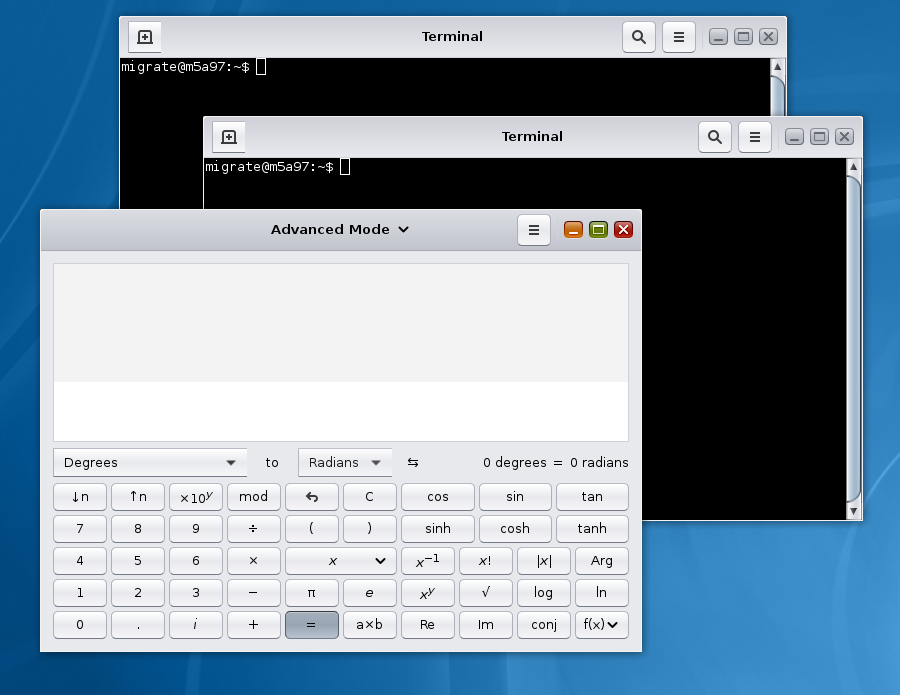 Terminal
migrate@m5a97:~$
Terminal
migrate@m5a97:~$
Advanced Mode
Degrees to Radians ⇆ 0 degrees = 0 radians
↓n ↑n ×10ʸ mod C cos sin tan
7 8 9 ÷ ( ) sinh cosh tanh
4 5 6 × x x⁻¹ x! |x| Arg
1 2 3 − π e xʸ √ log ln
0 . i + = a×b Re Im conj f(x)